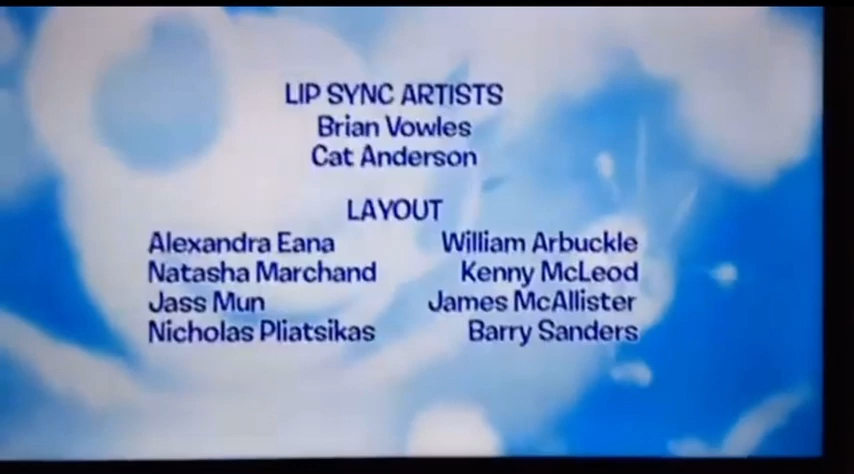 LIP SYNC ARTISTS
Brian Vowles
Cat Anderson
LAYOUT
Alexandra Eana William Arbuckle
Natasha Marchand Kenny McLeod
Jass Mun James McAllister
Nicholas Pliatsikas Barry Sanders